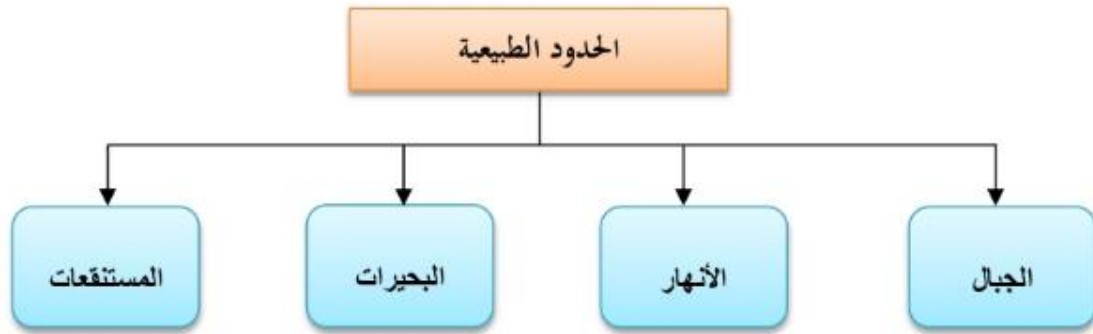 الحدود الطبيعية
الجبال
الأنهار
البحيرات
المستنقعات